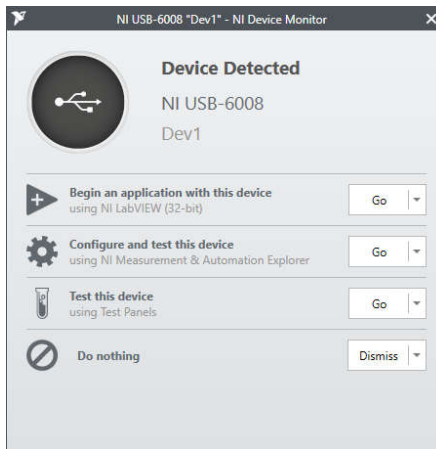 NI USB-6008 "Dev1" - NI Device Monitor
Device Detected
NI USB-6008
Dev1
Begin an application with this device
using NI LabVIEW (32-bit)
Go
Configure and test this device
using NI Measurement & Automation Explorer
Go
Test this device
using Test Panels
Go
Do nothing
Dismiss